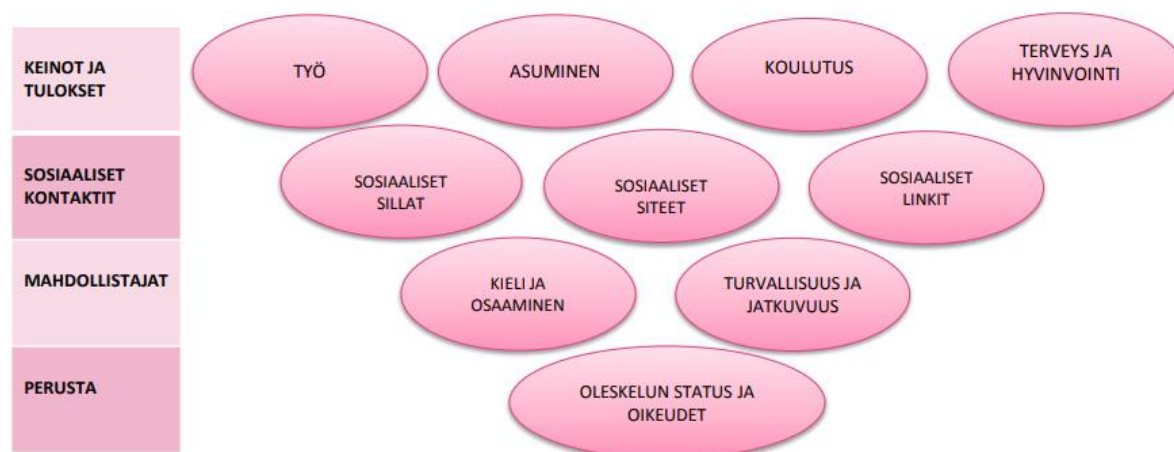 KEINOT JA
TULOKSET
TYÖ
ASUMINEN
KOULUTUS
TERVEYS JA
HYVINVOINTI
SOSIAALISET
KONTAKTIT
SOSIAALISET
SILLAT
SOSIAALISET
SITEET
SOSIAALISET
LINKIT
MAHDOLLISTAJAT
KIELI JA
OSAAMINEN
TURVALLISUUS JA
JATKUVUUS
PERUSTA
OLESKELUN STATUS JA
OIKEUDET